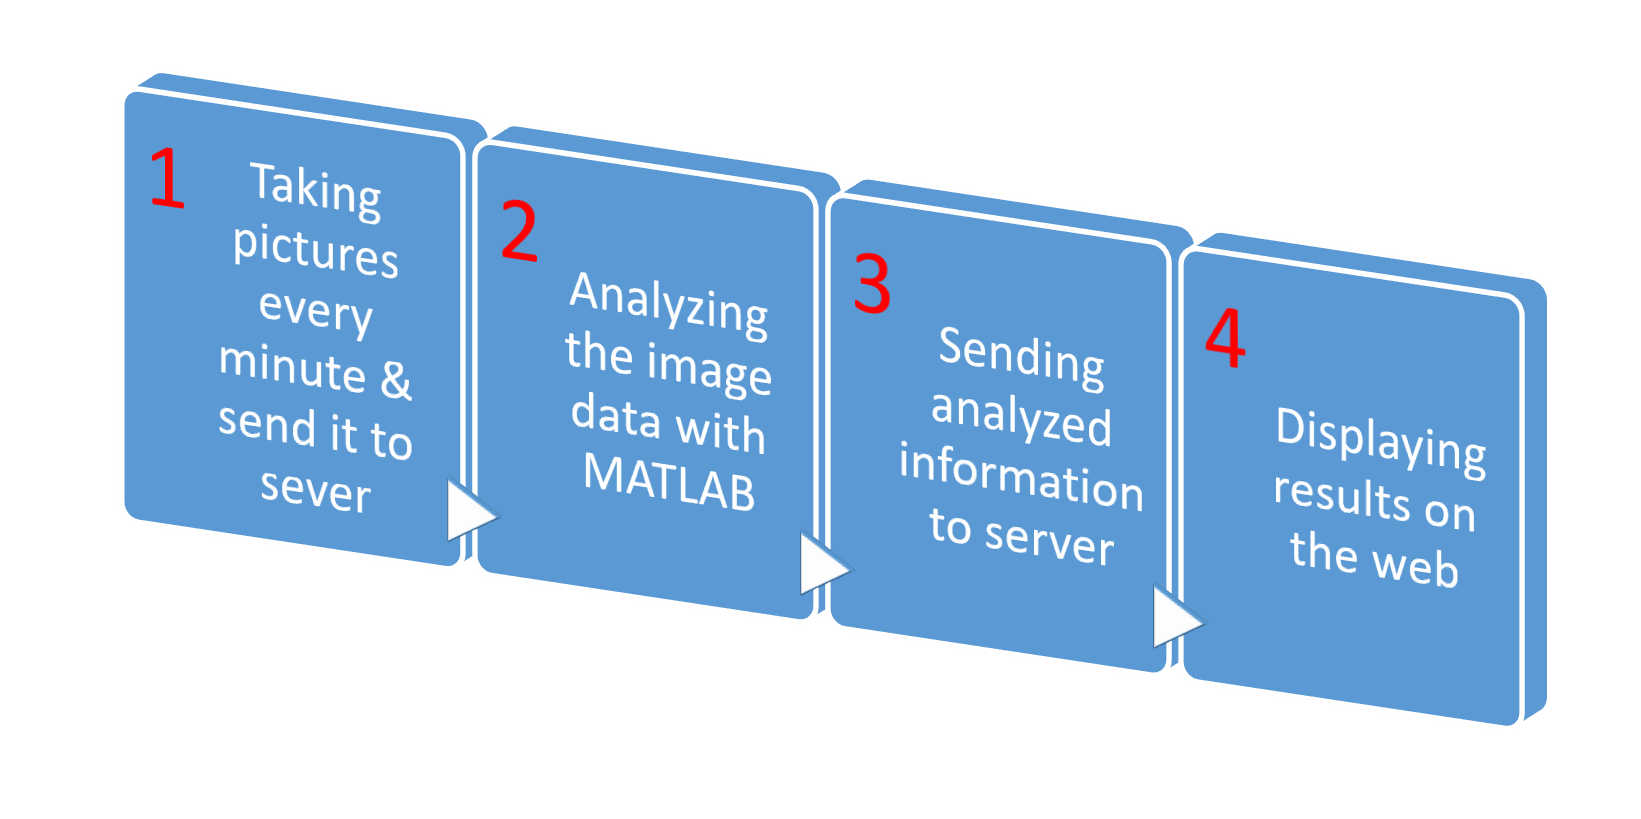 1
Taking
pictures
every
minute &
send it to
sever
2
Analyzing
the image
data with
MATLAB
3
Sending
analyzed
information
to server
4
Displaying
results on
the web